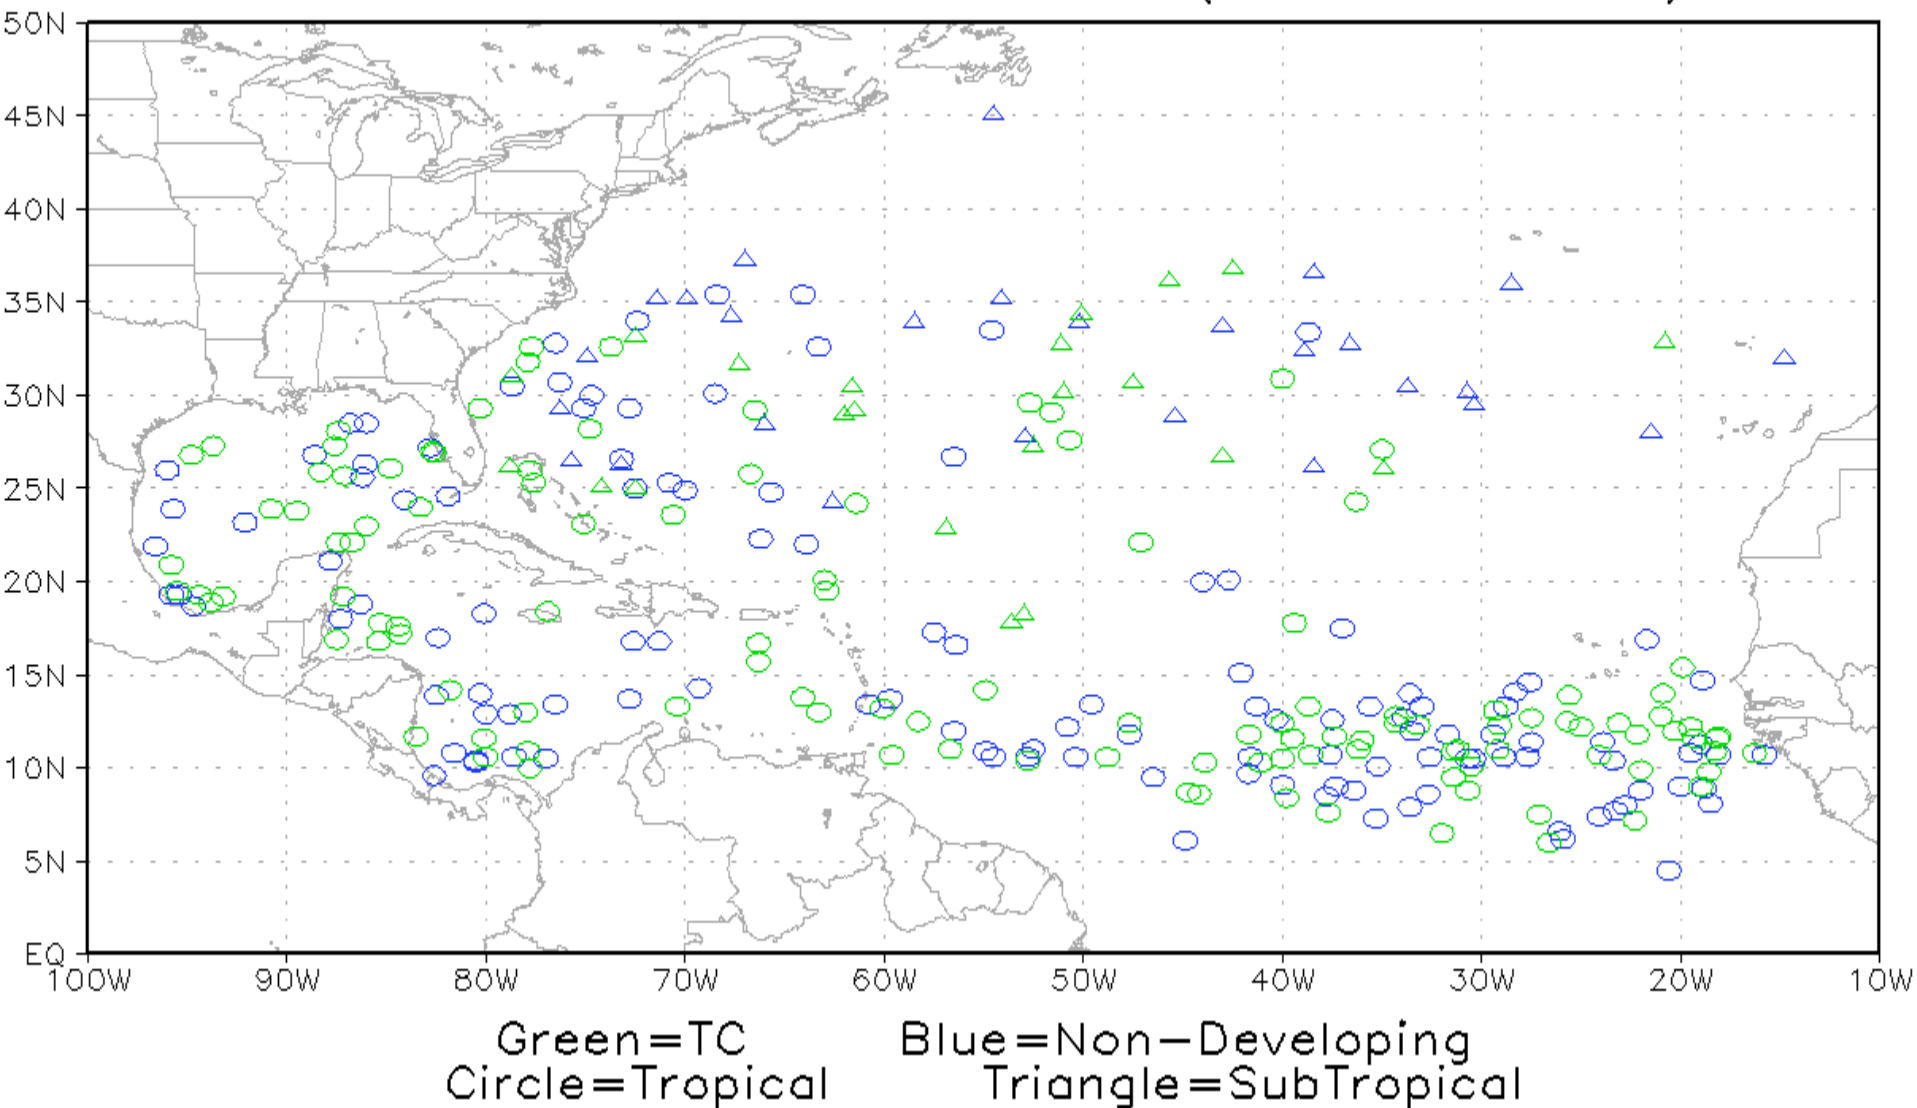 50N
45N
40N
35N
30N
25N
20N
15N
10N
5N
EQ
100W 90W 80W 70W 60W 50W 40W 30W 20W 10W
Green=TC Blue=Non-Developing
Circle=Tropical Triangle=SubTropical